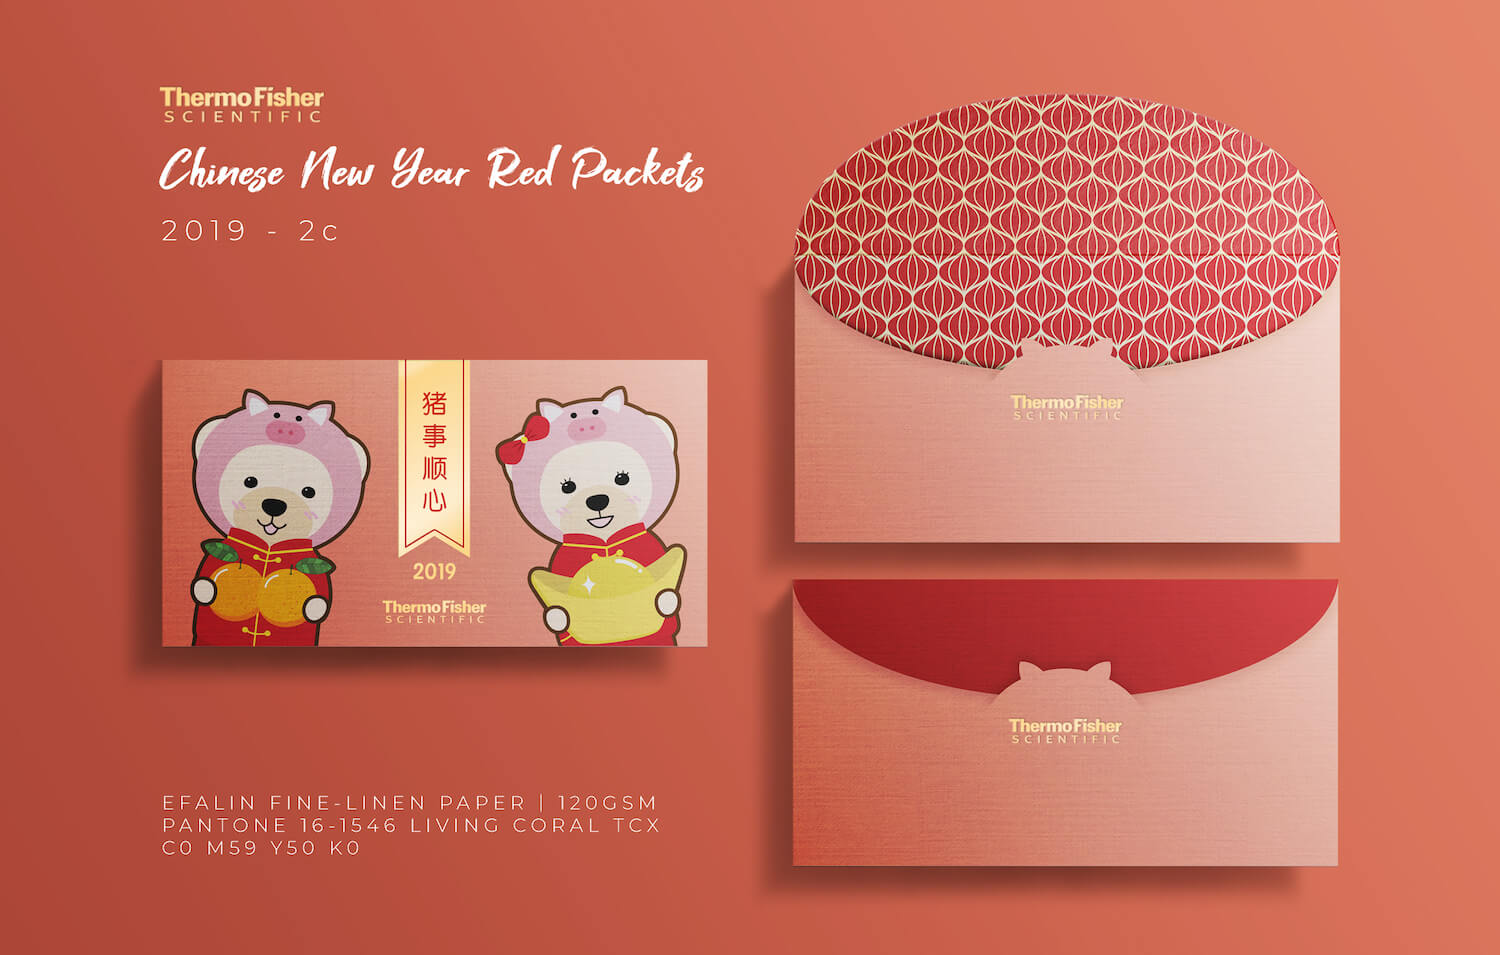 ThermoFisher
SCIENTIFIC
Chinese New Year Red Packets
2019 - 2c
猪事顺心
2019
ThermoFisher
SCIENTIFIC
ThermoFisher
SCIENTIFIC
ThermoFisher
SCIENTIFIC
EFALIN FINE-LINEN PAPER | 120GSM
PANTONE 16-1546 LIVING CORAL TCX
C0 M59 Y50 K0